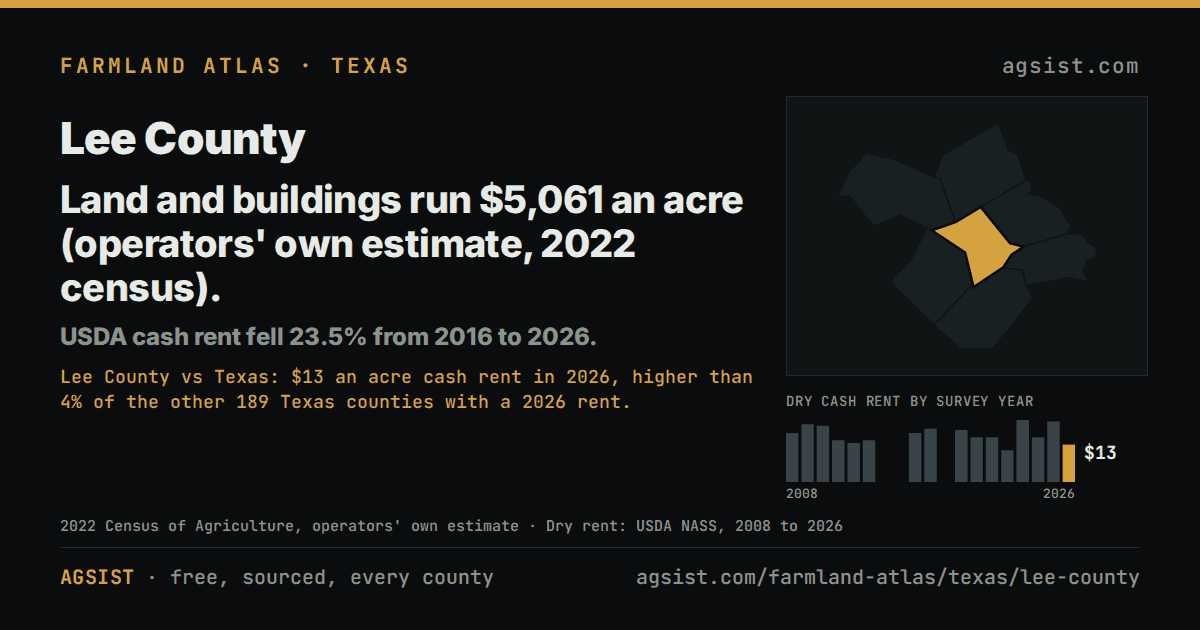 FARMLAND ATLAS · TEXAS
agsist.com
Lee County
Land and buildings run $5,061 an acre
(operators' own estimate, 2022
census).
USDA cash rent fell 23.5% from 2016 to 2026.
Lee County vs Texas: $13 an acre cash rent in 2026, higher than
4% of the other 189 Texas counties with a 2026 rent.
DRY CASH RENT BY SURVEY YEAR
$13
2008
2026
2022 Census of Agriculture, operators' own estimate · Dry rent: USDA NASS, 2008 to 2026
AGSIST · free, sourced, every county
agsist.com/farmland-atlas/texas/lee-county